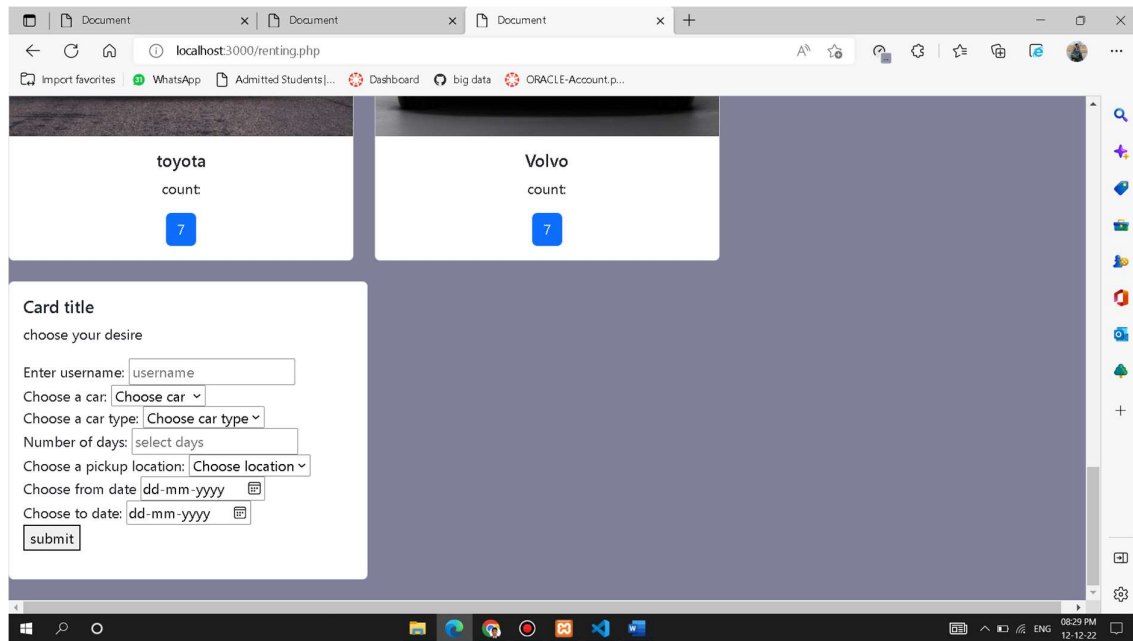 Document
Document
Document
localhost:3000/renting.php
Import favorites
WhatsApp
Admitted Students|...
Dashboard
big data
ORACLE-Account.p...
toyota
count:
7
Volvo
count:
7
Card title
choose your desire
Enter username: username
Choose a car: Choose car
Choose a car type: Choose car type
Number of days: select days
Choose a pickup location: Choose location
Choose from date dd-mm-yyyy
Choose to date: dd-mm-yyyy
submit
ENG
08:29 PM
12-12-22